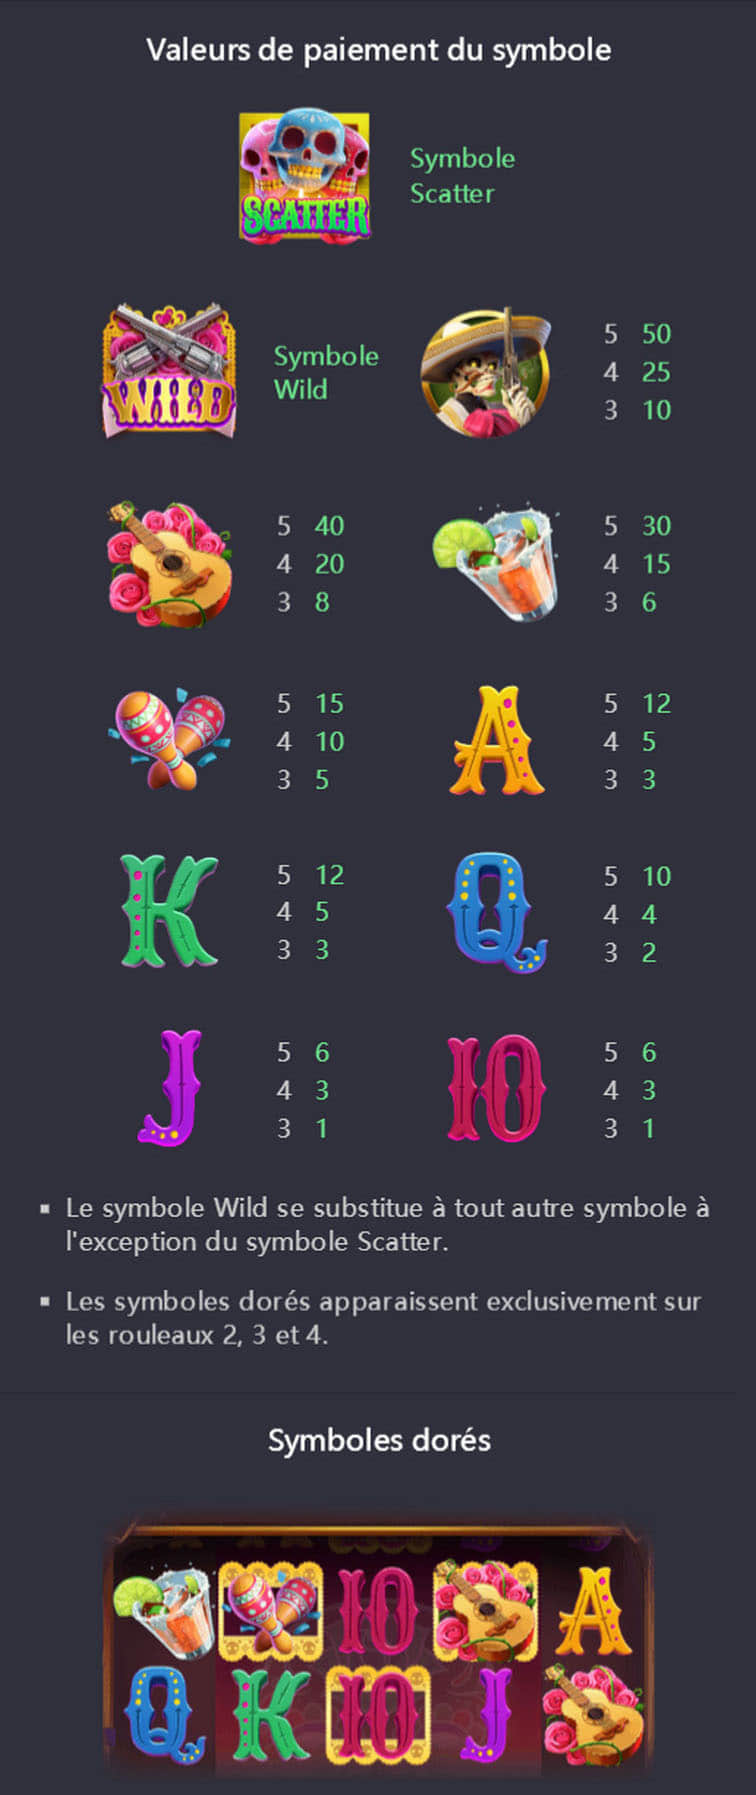 Valeurs de paiement du symbole
SCATTER
Symbole
Scatter
WILD
Symbole
Wild
5 50
4 25
3 10
5 40
4 20
3 8
5 30
4 15
3 6
5 15
4 10
3 5
A
5 12
4 5
3 3
K
5 12
4 5
3 3
Q
5 10
4 4
3 2
J
5 6
4 3
3 1
10
5 6
4 3
3 1
▪ Le symbole Wild se substitue à tout autre symbole à
l'exception du symbole Scatter.
▪ Les symboles dorés apparaissent exclusivement sur
les rouleaux 2, 3 et 4.
Symboles dorés
10 A
Q K 10 J